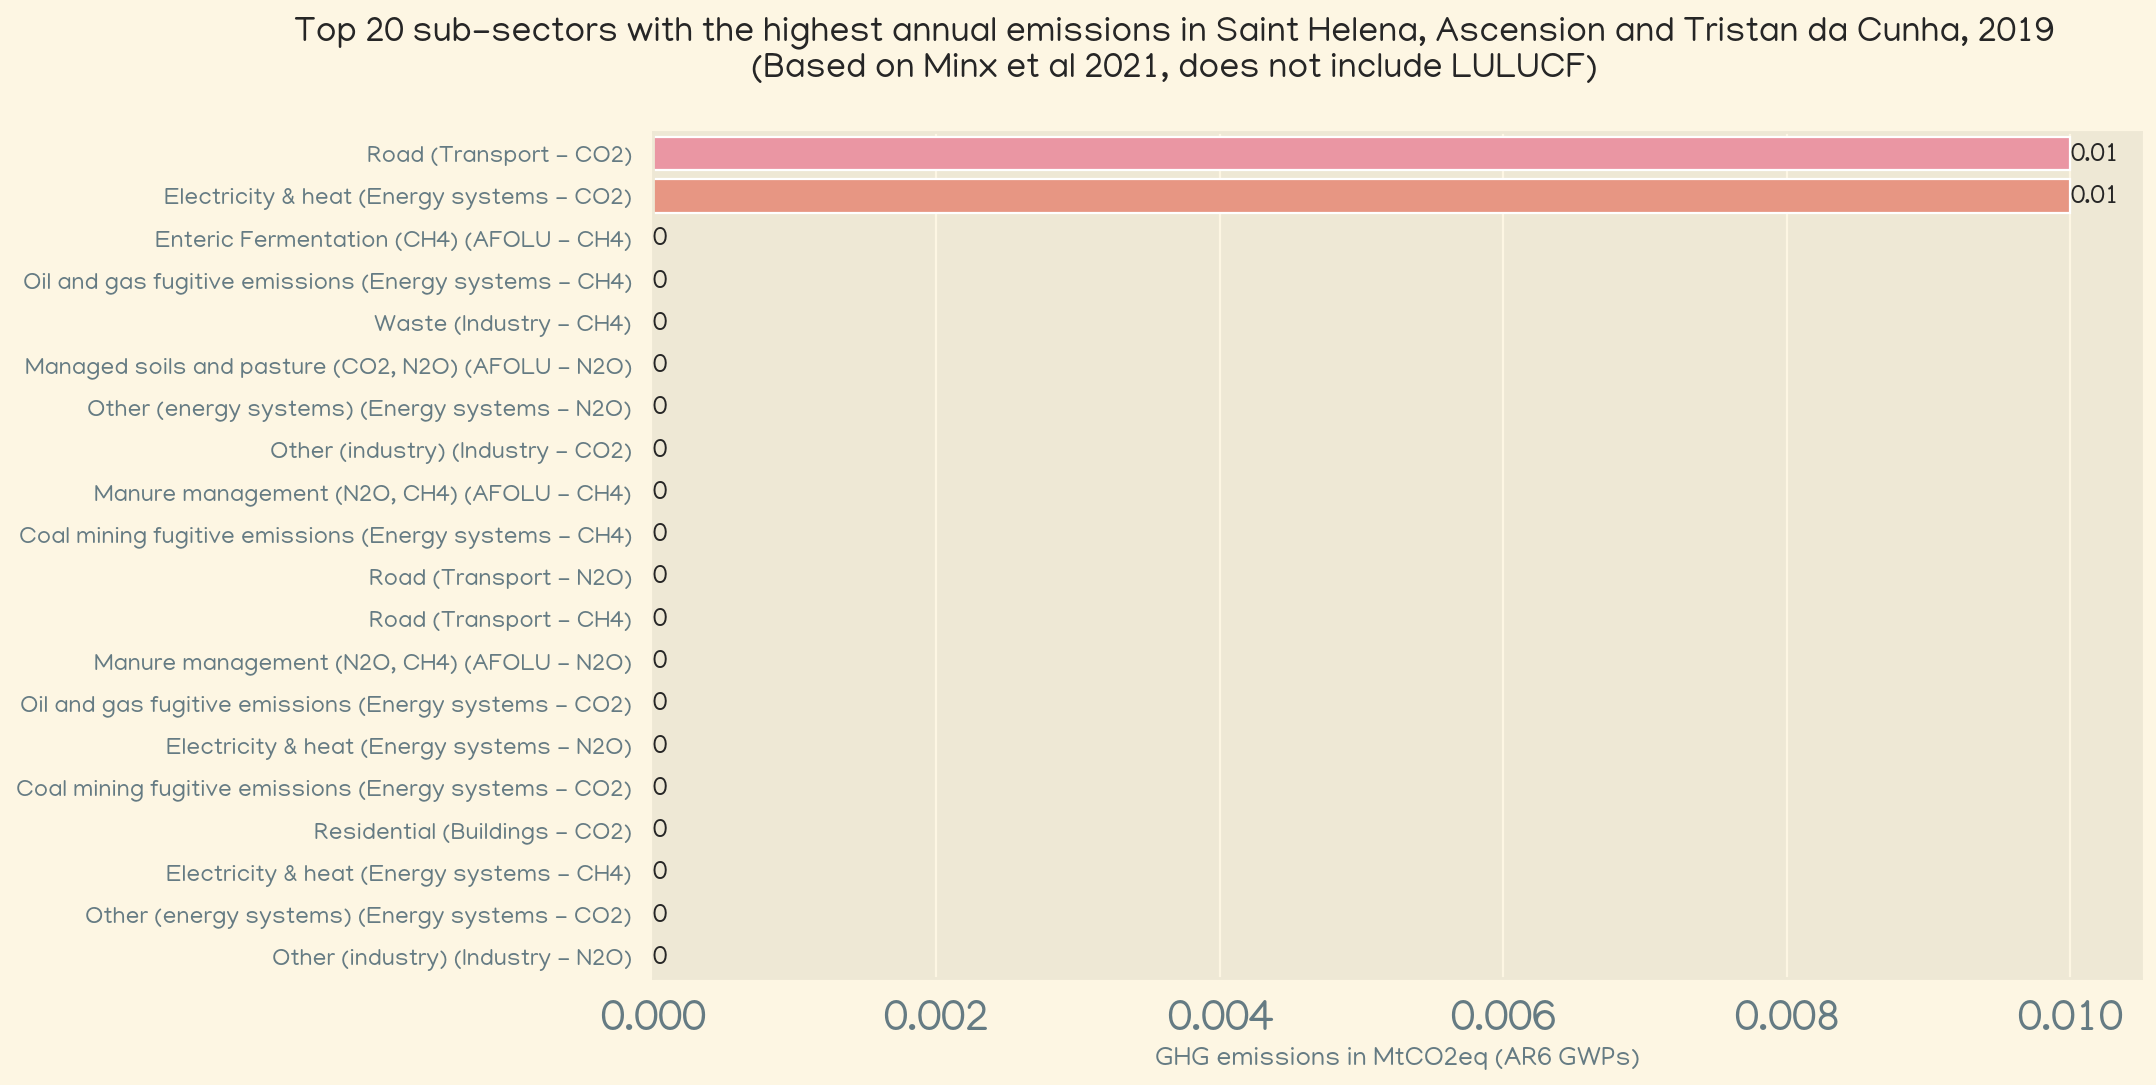 Top 20 sub-sectors with the highest annual emissions in Saint Helena, Ascension and Tristan da Cunha, 2019
(Based on Minx et al 2021, does not include LULUCF)
Road (Transport - CO2) 0.01
Electricity & heat (Energy systems - CO2) 0.01
Enteric Fermentation (CH4) (AFOLU - CH4) 0
Oil and gas fugitive emissions (Energy systems - CH4) 0
Waste (Industry - CH4) 0
Managed soils and pasture (CO2, N2O) (AFOLU - N2O) 0
Other (energy systems) (Energy systems - N2O) 0
Other (industry) (Industry - CO2) 0
Manure management (N2O, CH4) (AFOLU - CH4) 0
Coal mining fugitive emissions (Energy systems - CH4) 0
Road (Transport - N2O) 0
Road (Transport - CH4) 0
Manure management (N2O, CH4) (AFOLU - N2O) 0
Oil and gas fugitive emissions (Energy systems - CO2) 0
Electricity & heat (Energy systems - N2O) 0
Coal mining fugitive emissions (Energy systems - CO2) 0
Residential (Buildings - CO2) 0
Electricity & heat (Energy systems - CH4) 0
Other (energy systems) (Energy systems - CO2) 0
Other (industry) (Industry - N2O) 0
0.000 0.002 0.004 0.006 0.008 0.010
GHG emissions in MtCO2eq (AR6 GWPs)